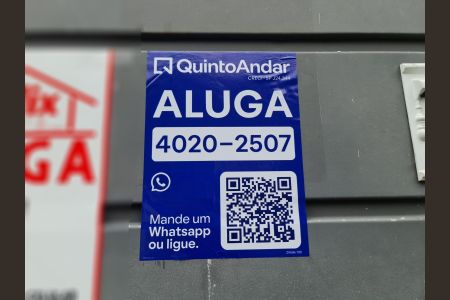 QuintoAndar
ALUGA
4020-2507
Mande um
Whatsapp
ou ligue.